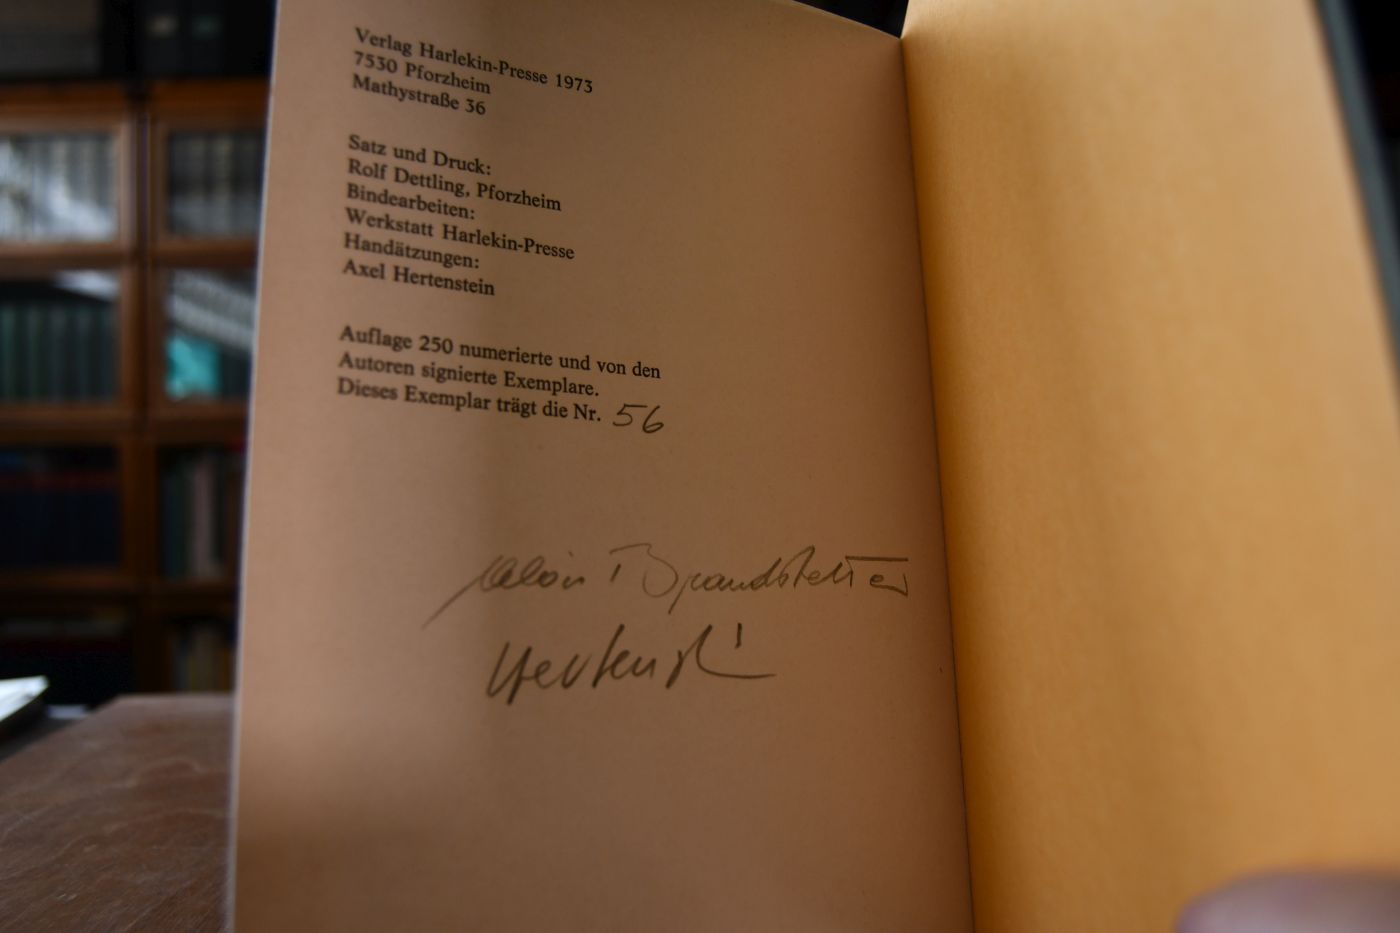 Verlag Harlekin-Presse 1973
7530 Pforzheim
Mathystraße 36
Satz und Druck:
Rolf Dettling, Pforzheim
Bindearbeiten:
Werkstatt Harlekin-Presse
Handätzungen:
Axel Hertenstein
Auflage 250 numerierte und von den
Autoren signierte Exemplare.
Dieses Exemplar trägt die Nr. 56
Alois Brandstetter